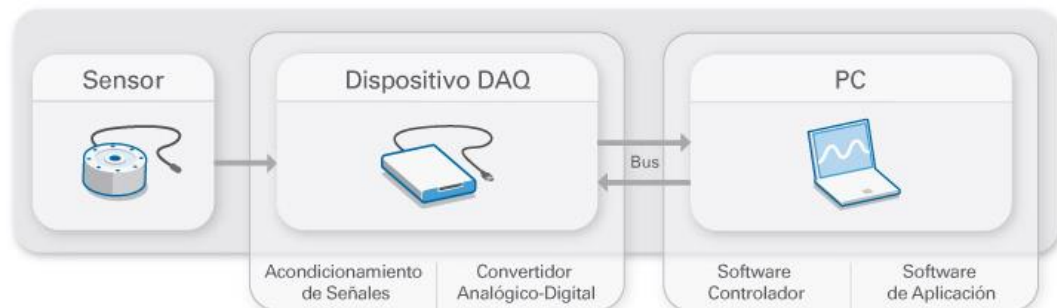 Sensor
Dispositivo DAQ
PC
Bus
Acondicionamiento
de Señales
Convertidor
Analógico-Digital
Software
Controlador
Software
de Aplicación